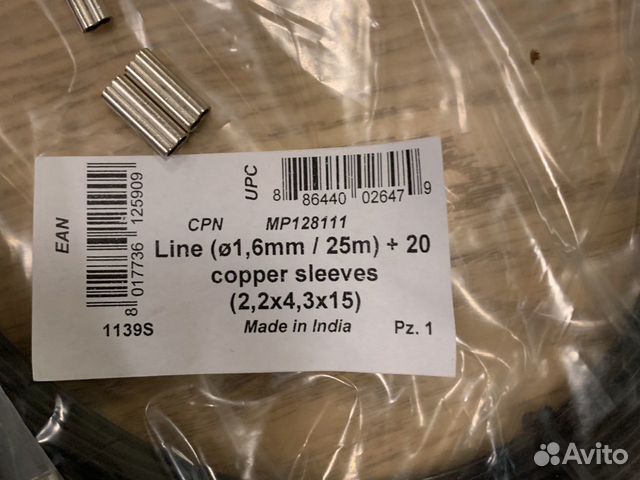 EAN
8 017736 125909
UPC
8 86440 02647 9
CPN MP128111
Line (ø1,6mm / 25m) + 20
copper sleeves
(2,2x4,3x15)
1139S Made in India Pz. 1
Avito